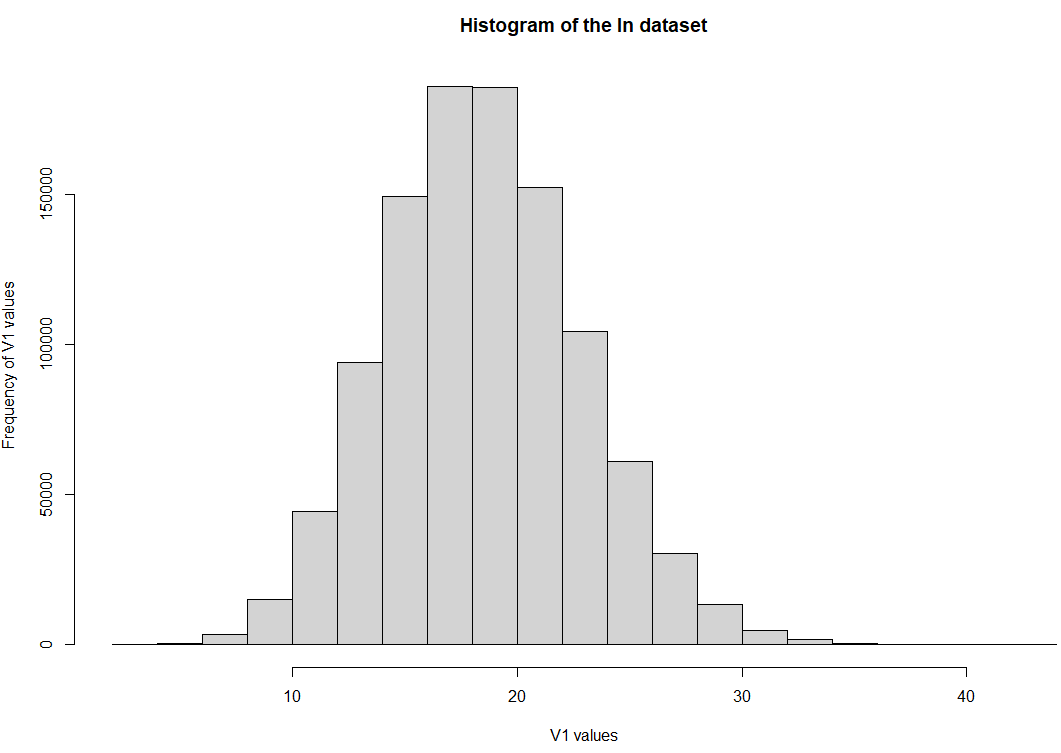 Histogram of the ln dataset
Frequency of V1 values
150000
100000
50000
0
10 20 30 40
V1 values